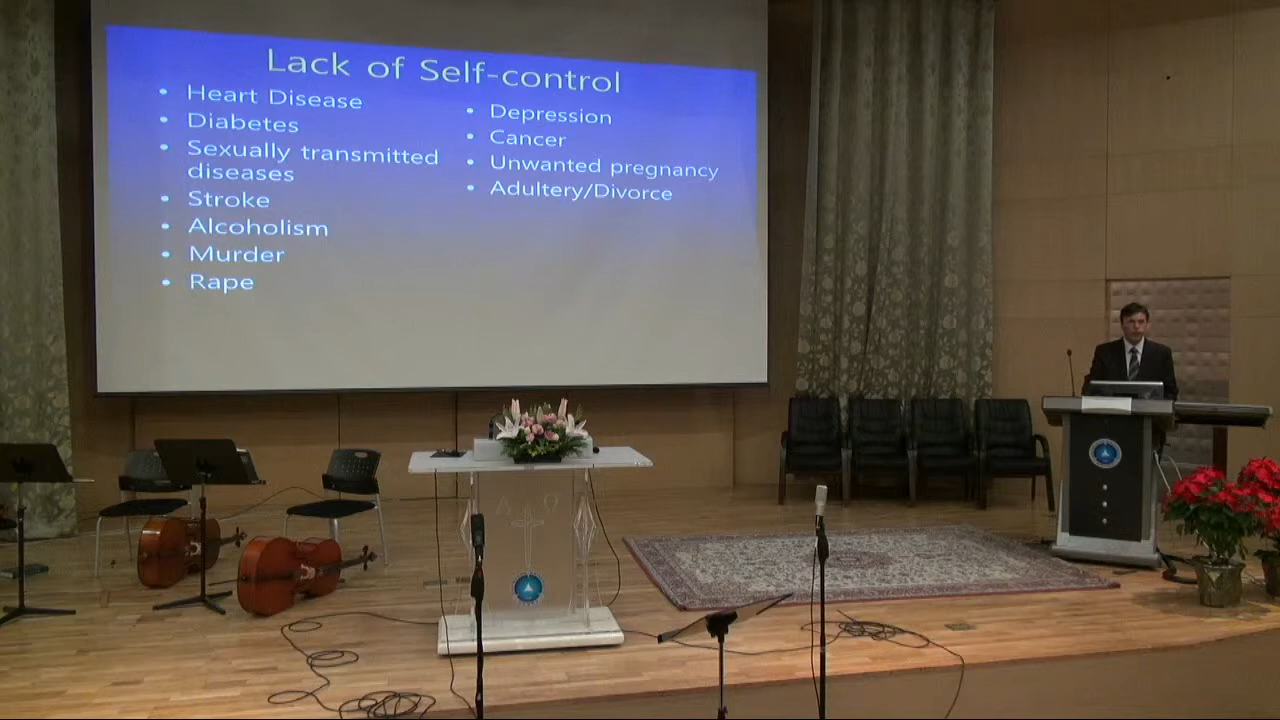 Lack of Self-control
• Heart Disease
• Diabetes
• Sexually transmitted
diseases
• Stroke
• Alcoholism
• Murder
• Rape
• Depression
• Cancer
• Unwanted pregnancy
• Adultery/Divorce
Α Ω